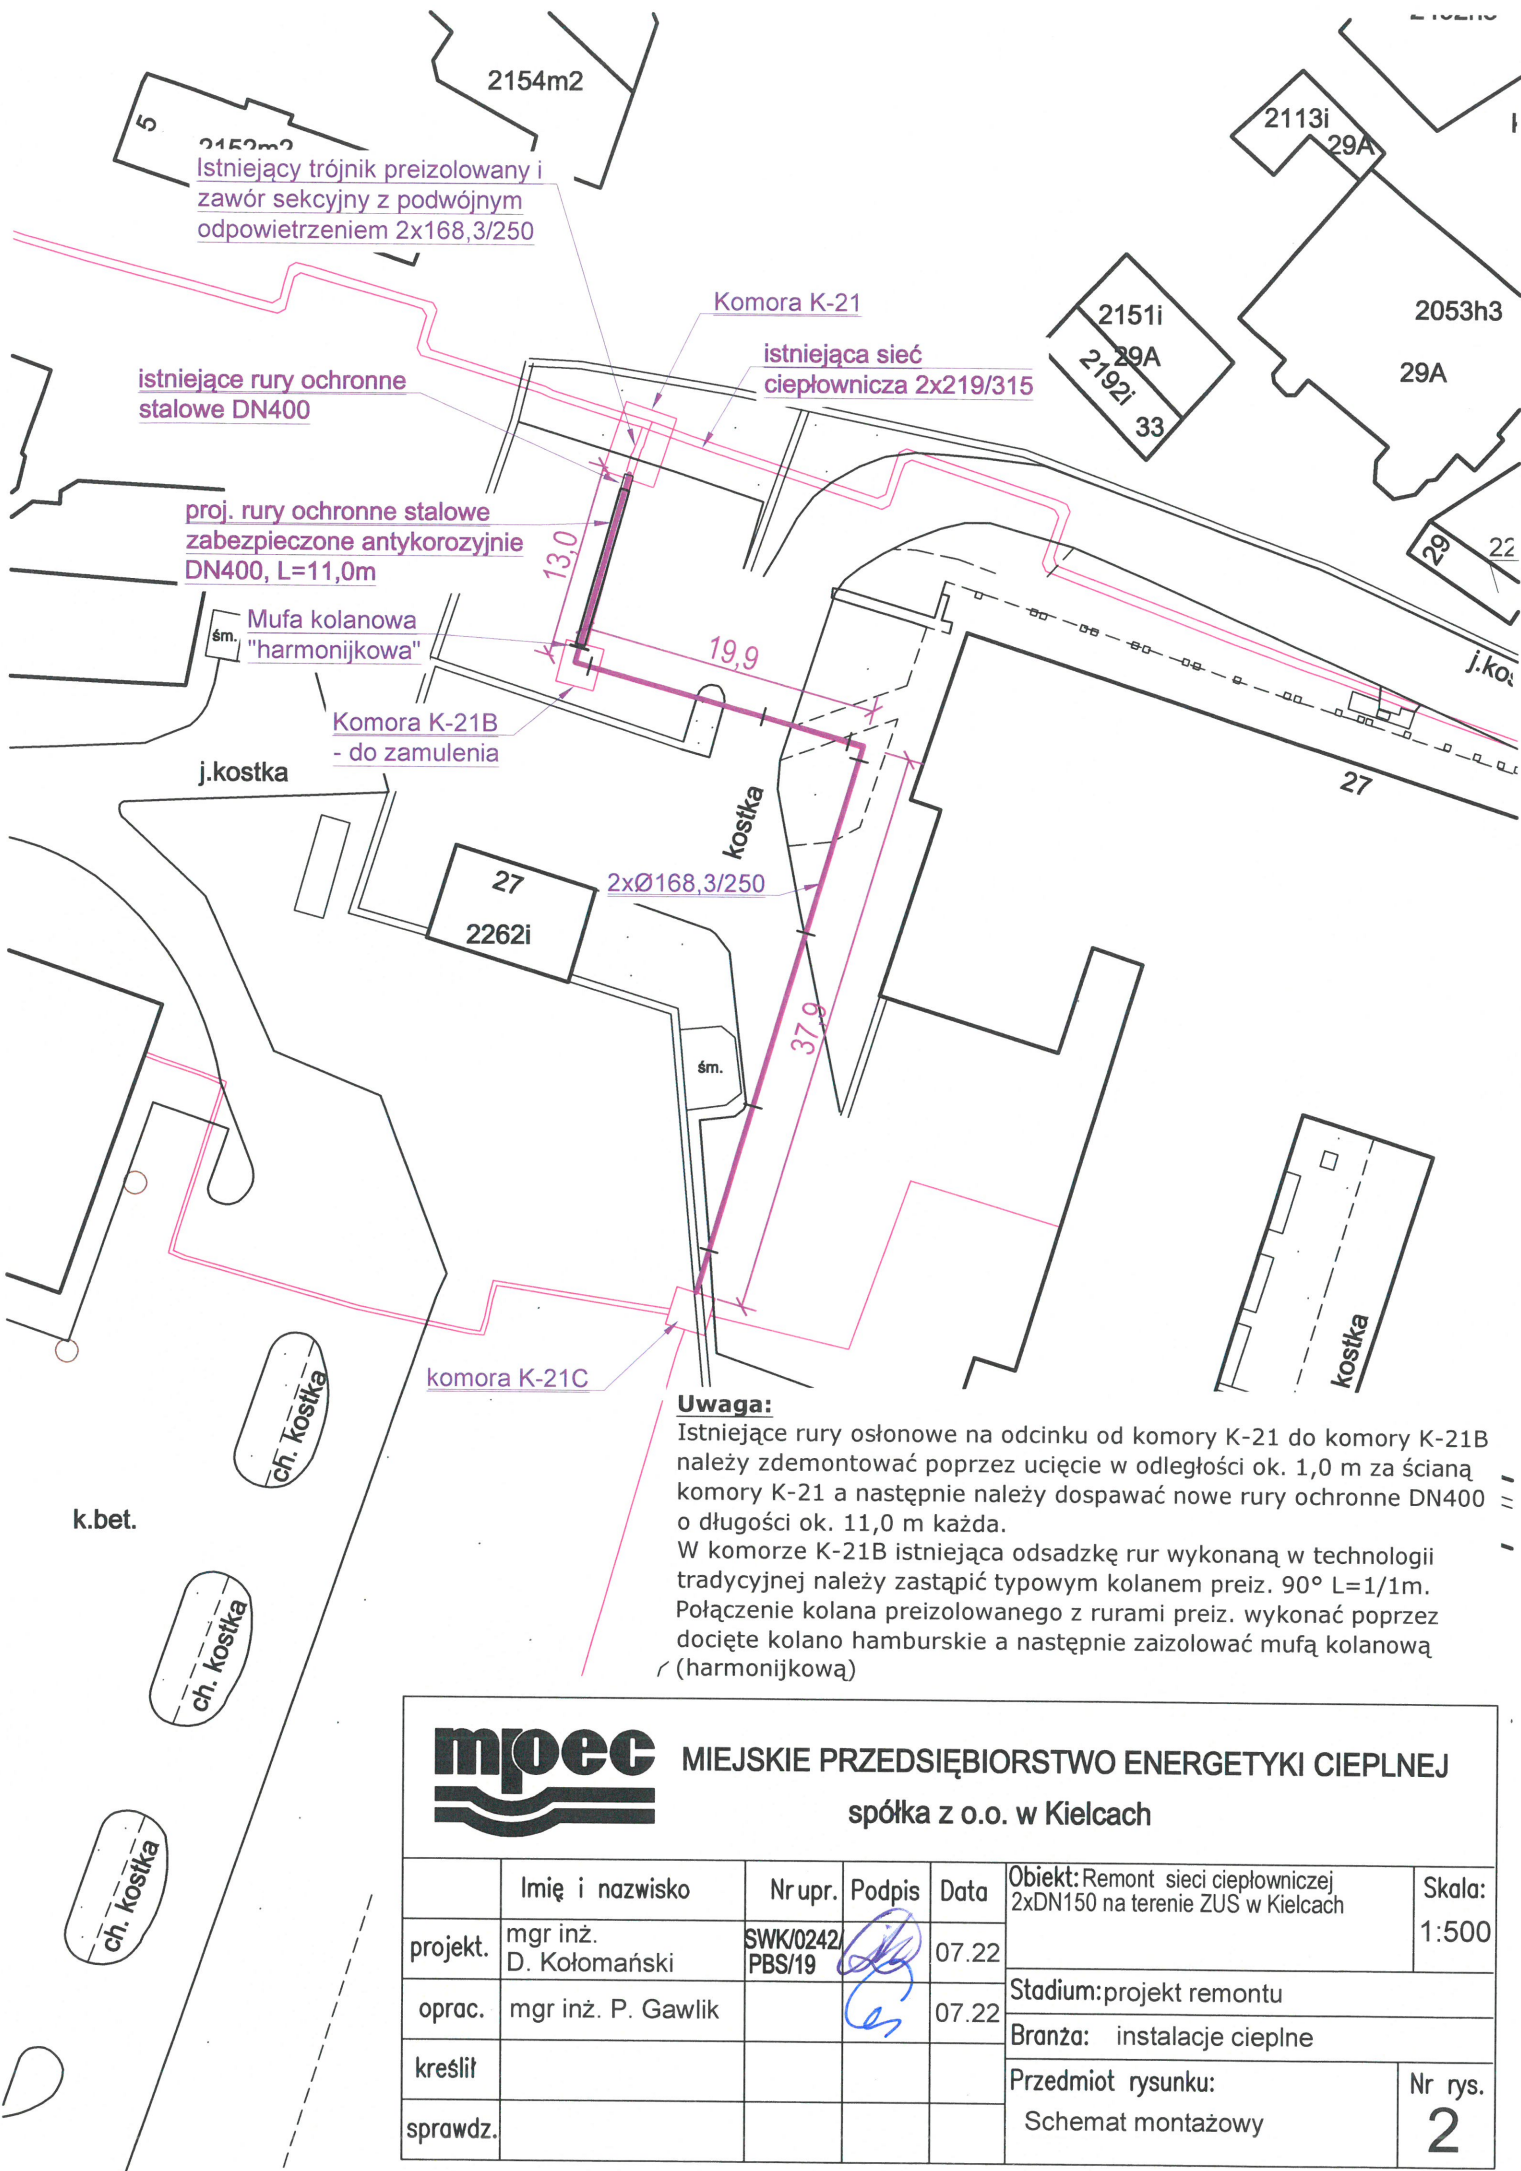 2154m2
5
2152m2
Istniejący trójnik preizolowany i
zawór sekcyjny z podwójnym
odpowietrzeniem 2x168,3/250
2113i
29A
Komora K-21
2151i
29A
2192i
33
2053h3
29A
istniejąca sieć
ciepłownicza 2x219/315
istniejące rury ochronne
stalowe DN400
proj. rury ochronne stalowe
zabezpieczone antykorozyjnie
DN400, L=11,0m
13,0
29
22
śm.
Mufa kolanowa
"harmonijkowa"
19,9
Komora K-21B
- do zamulenia
j.kostka
kostka
27
27
2262i
2xØ168,3/250
37,9
śm.
komora K-21C
kostka
ch. kostka
k.bet.
ch. kostka
ch. kostka
Uwaga:
Istniejące rury osłonowe na odcinku od komory K-21 do komory K-21B
należy zdemontować poprzez ucięcie w odległości ok. 1,0 m za ścianą
komory K-21 a następnie należy dospawać nowe rury ochronne DN400
o długości ok. 11,0 m każda.
W komorze K-21B istniejąca odsadzkę rur wykonaną w technologii
tradycyjnej należy zastąpić typowym kolanem preiz. 90° L=1/1m.
Połączenie kolana preizolowanego z rurami preiz. wykonać poprzez
docięte kolano hamburskie a następnie zaizolować mufą kolanową
(harmonijkową)
mpec
MIEJSKIE PRZEDSIĘBIORSTWO ENERGETYKI CIEPLNEJ
spółka z o.o. w Kielcach
Imię i nazwisko Nr upr. Podpis Data
projekt. mgr inż. D. Kołomański SWK/0242/PBS/19 07.22
oprac. mgr inż. P. Gawlik 07.22
kreślił
sprawdz.
Obiekt: Remont sieci ciepłowniczej
2xDN150 na terenie ZUS w Kielcach
Skala:
1:500
Stadium: projekt remontu
Branża: instalacje cieplne
Przedmiot rysunku:
Schemat montażowy
Nr rys.
2